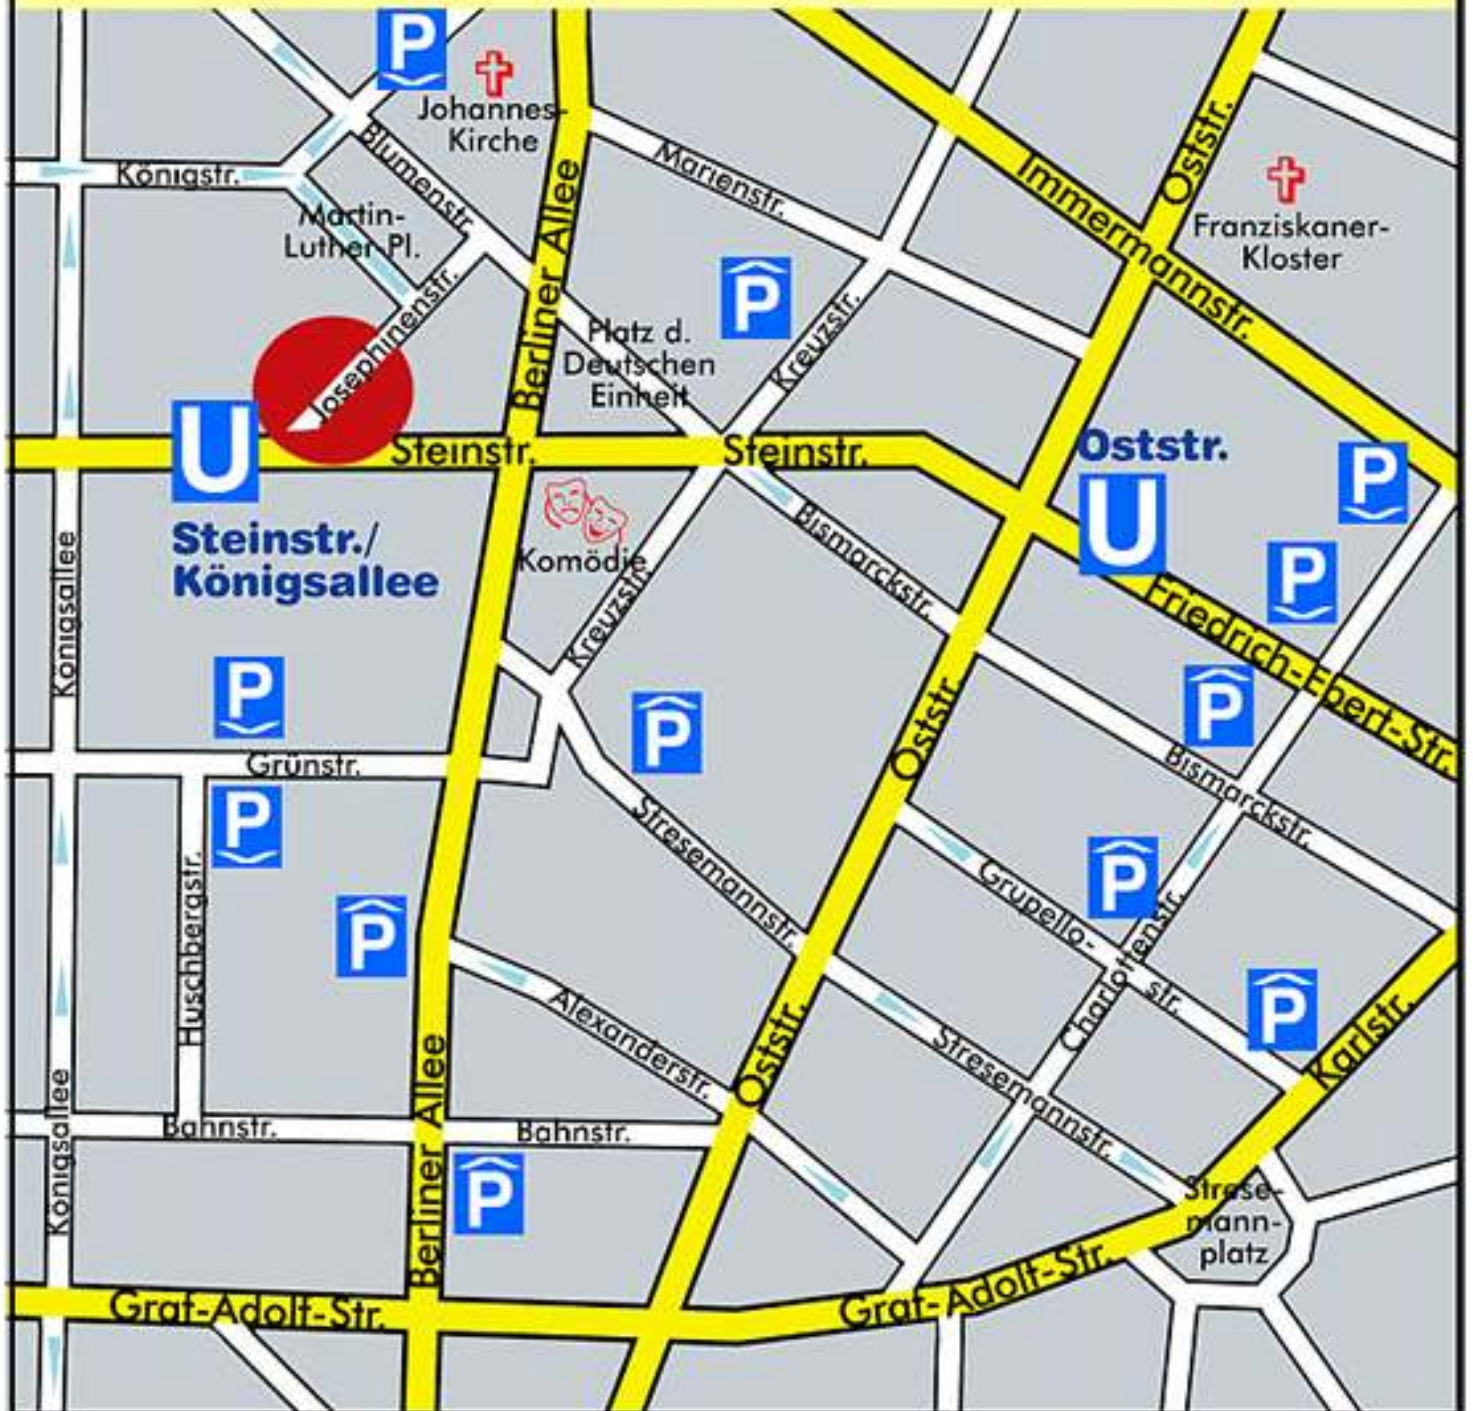 P
Johannes-
Kirche
Blumenstr.
Königstr.
Martin-
Luther-Pl.
Josephinenstr.
Berliner Allee
Marienstr.
Immermannstr.
Oststr.
Franziskaner-
Kloster
P
Kreuzstr.
Platz d.
Deutschen
Einheit
U
Steinstr.
Steinstr.
Oststr.
U
P
P
Steinstr./
Königsallee
Königsallee
Komödie
Kreuzstr.
Bismarckstr.
Friedrich-Ebert-Str.
P
P
P
Oststr.
Bismarckstr.
Grünstr.
P
Huschbergstr.
P
Stresemannstr.
P
Grupello-
str.
Charlottenstr.
P
Karlstr.
Alexanderstr.
Oststr.
Stresemannstr.
Königsallee
Bahnstr.
Berliner Allee
Bahnstr.
P
Strese-
mann-
platz
Graf-Adolf-Str.
Graf-Adolf-Str.